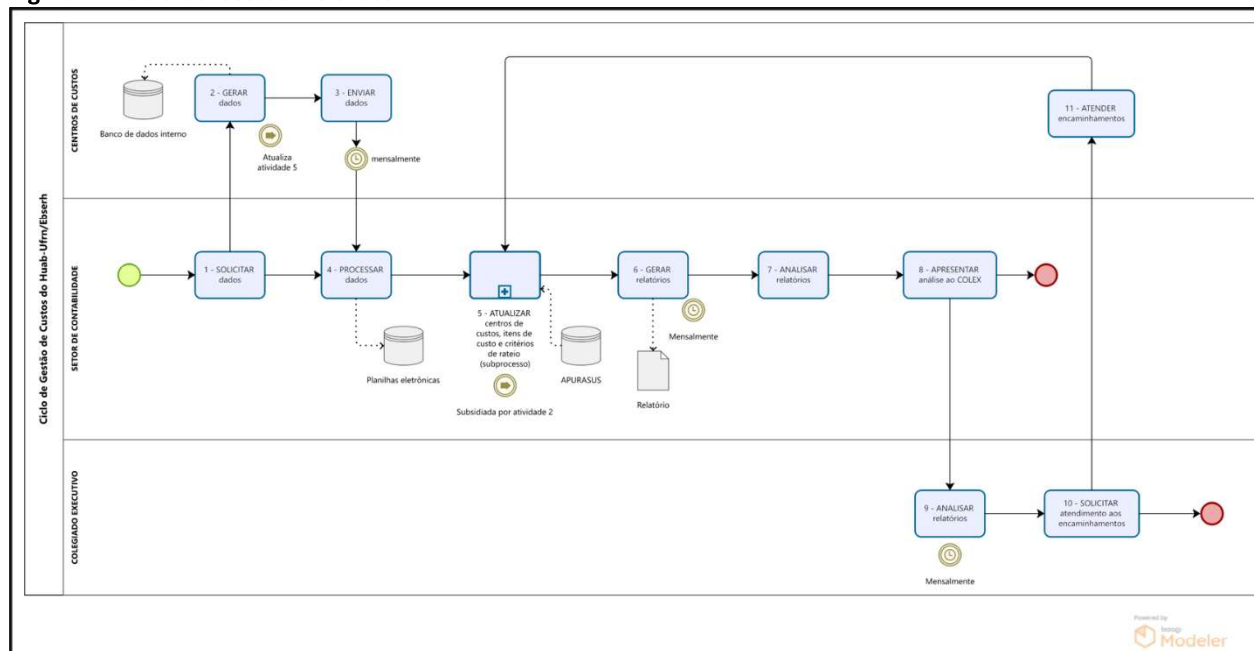 Ciclo de Gestão de Custos do Huab-Ufrn/Ebserh
CENTROS DE CUSTOS
2 - GERAR
dados
3 - ENVIAR
dados
Banco de dados interno
Atualiza
atividade 5
mensalmente
11 - ATENDER
encaminhamentos
SETOR DE CONTABILIDADE
1 - SOLICITAR
dados
4 - PROCESSAR
dados
Planilhas eletrônicas
5 - ATUALIZAR
centros de
custos, itens de
custo e critérios
de rateio
(subprocesso)
Subsidiada por atividade 2
APURASUS
6 - GERAR
relatórios
Mensalmente
Relatório
7 - ANALISAR
relatórios
8 - APRESENTAR
análise ao COLEX
COLEGIADO EXECUTIVO
9 - ANALISAR
relatórios
Mensalmente
10 - SOLICITAR
atendimento aos
encaminhamentos
Powered by
bizagi
Modeler